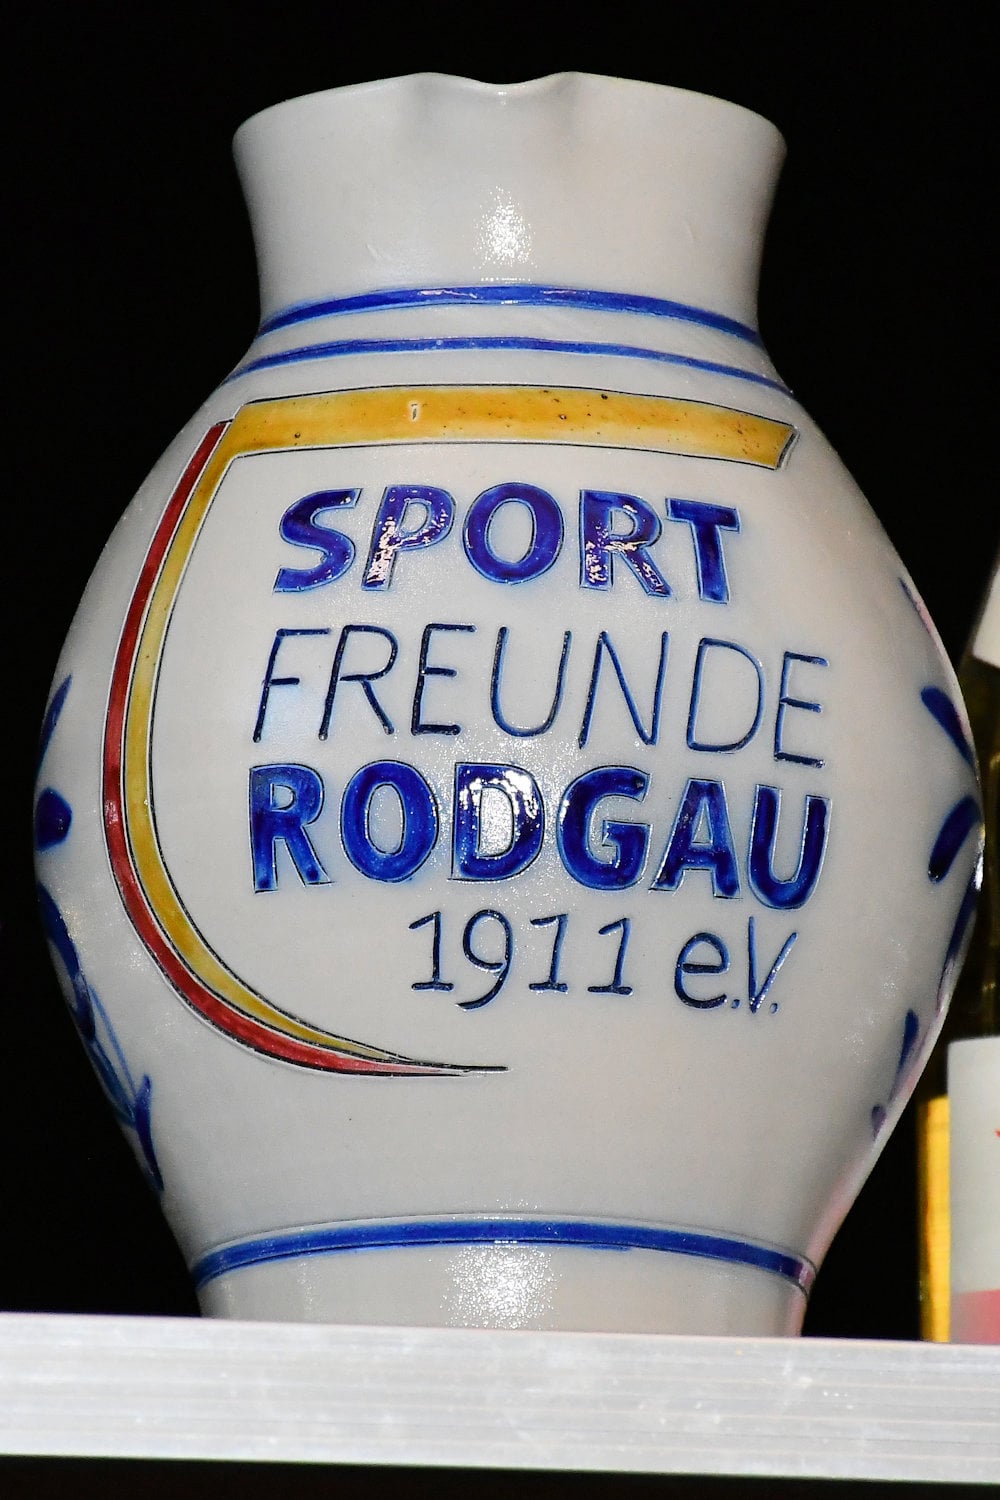 SPORT
FREUNDE
RODGAU
1911 e.V.